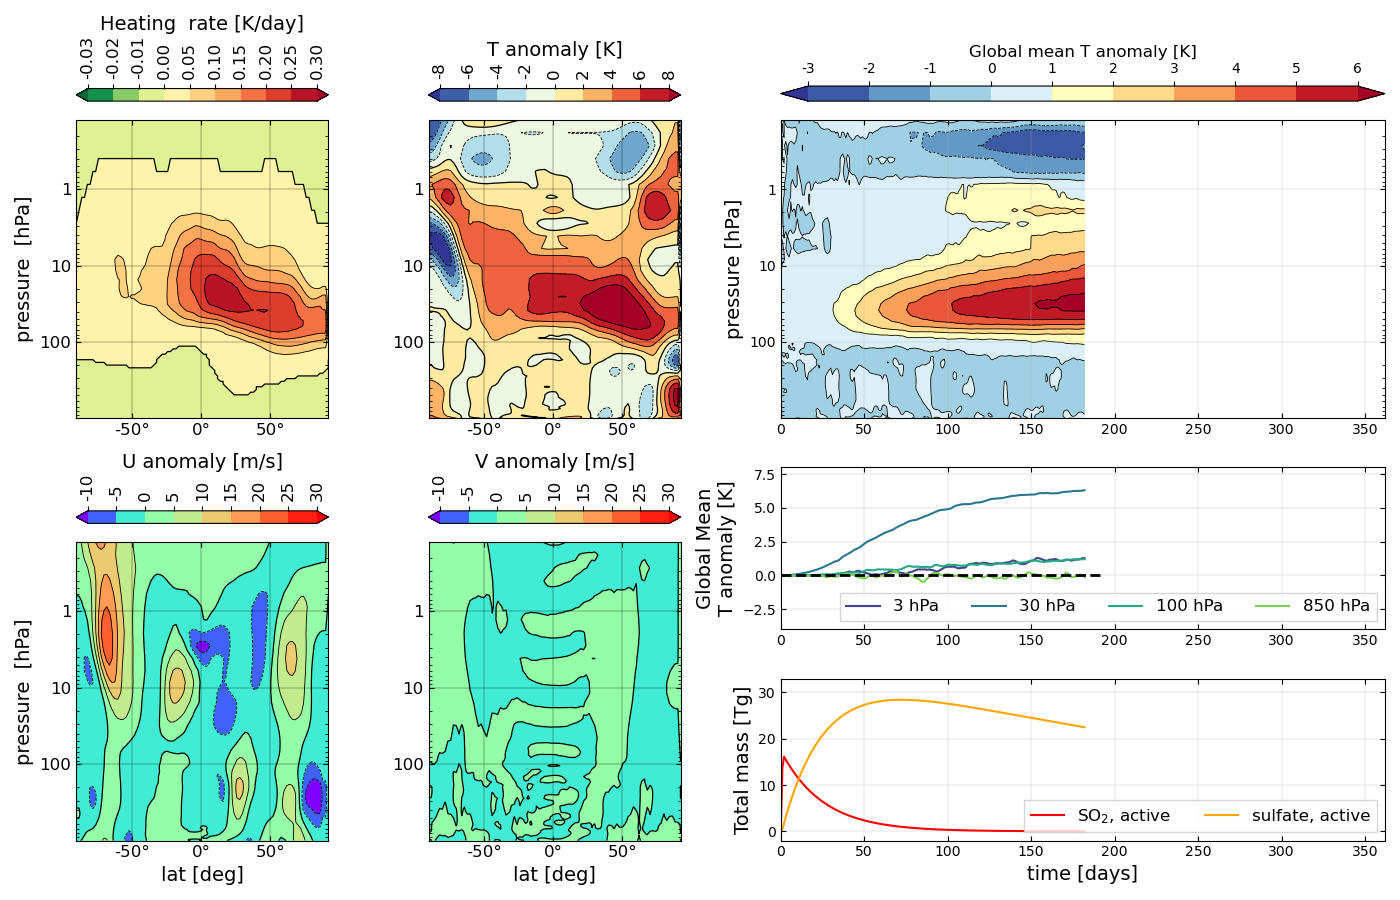 Heating  rate [K/day]
-0.03 -0.02 -0.01 0.00 0.05 0.10 0.15 0.20 0.25 0.30
T anomaly [K]
-8 -6 -4 -2 0 2 4 6 8
Global mean T anomaly [K]
-3 -2 -1 0 1 2 3 4 5 6
pressure  [hPa]
1
10
100
-50° 0° 50°
1
10
100
-50° 0° 50°
pressure [hPa]
1
10
100
0 50 100 150 200 250 300 350
U anomaly [m/s]
-10 -5 0 5 10 15 20 25 30
V anomaly [m/s]
-10 -5 0 5 10 15 20 25 30
pressure  [hPa]
1
10
100
-50° 0° 50°
lat [deg]
1
10
100
-50° 0° 50°
lat [deg]
Global Mean
T anomaly [K]
7.5
5.0
2.5
0.0
−2.5
3 hPa 30 hPa 100 hPa 850 hPa
0 50 100 150 200 250 300 350
Total mass [Tg]
30
20
10
0
SO₂, active sulfate, active
0 50 100 150 200 250 300 350
time [days]